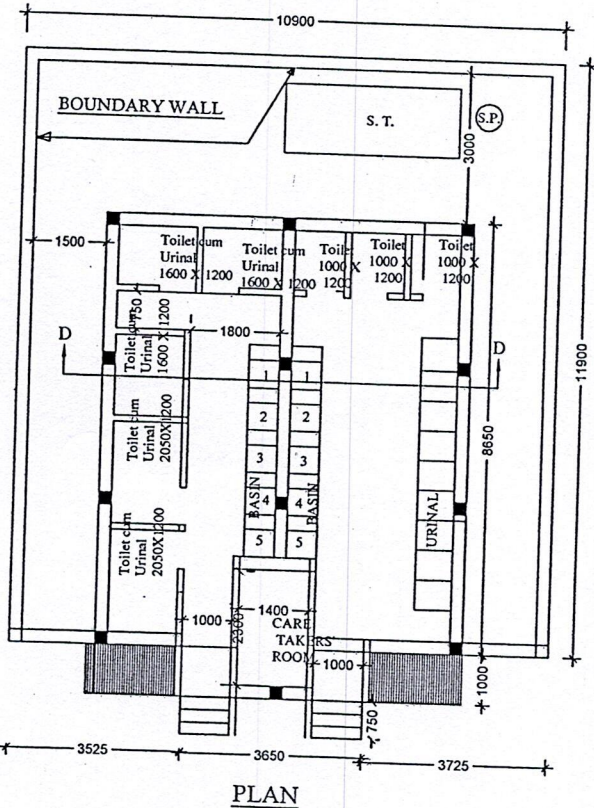 10900
BOUNDARY WALL
S. T.
S.P.
3000
1500
Toilet cum
Urinal
1600 X 1200
Toilet cum
Urinal
1600 X 1200
Toilet
1000 X
1200
Toilet
1000 X
1200
Toilet
1000 X
1200
750
1800
Toilet cum
Urinal
1600 X 1200
D
D
11900
8650
1
2
3
4
5
BASIN
1
2
3
4
5
BASIN
Toilet cum
Urinal
2050X1200
URINAL
Toilet cum
Urinal
2050X1200
1000
1400
CARE
TAKERS'
ROOM
1000
1000
750
3525
3650
3725
PLAN